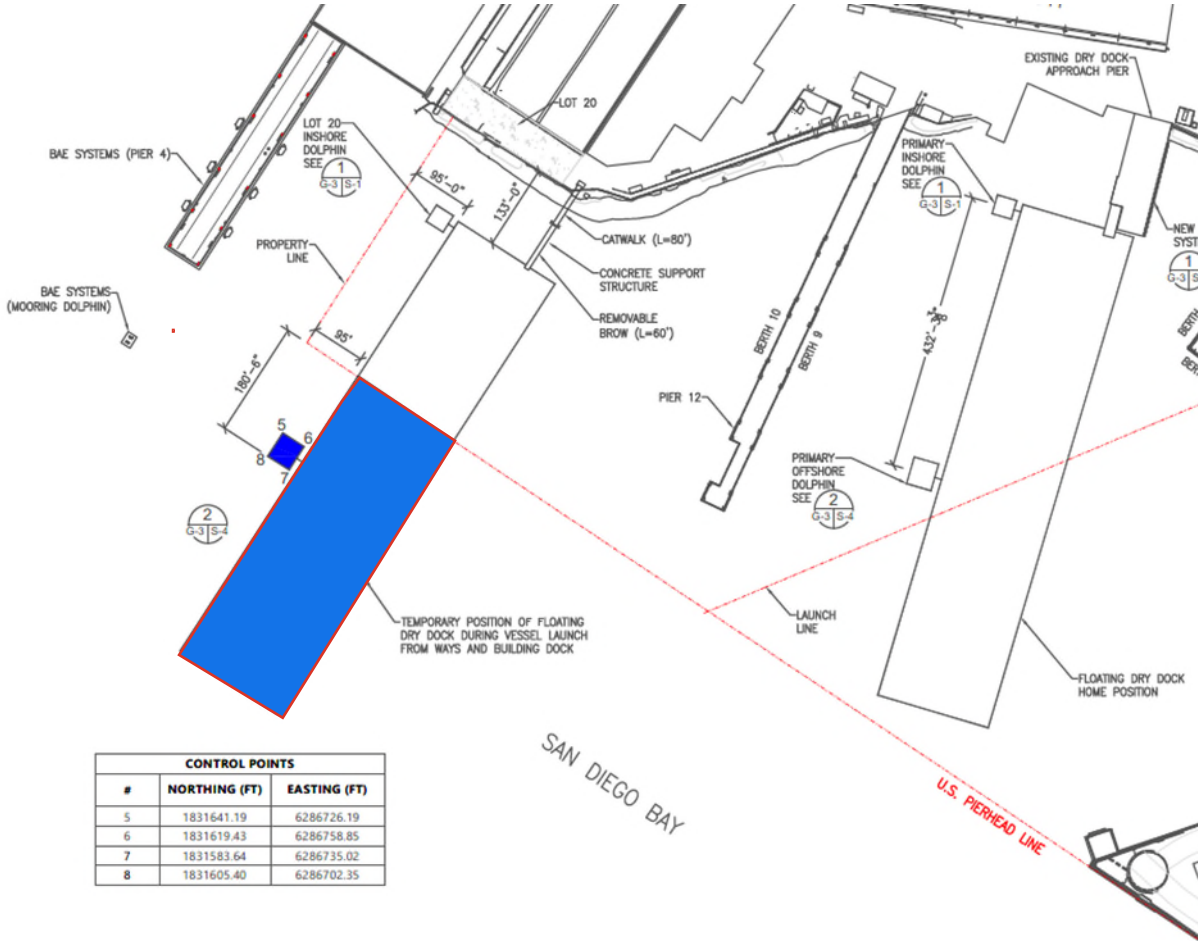 EXISTING DRY DOCK
APPROACH PIER
LOT 20
LOT 20
INSHORE
DOLPHIN
SEE
1
G-3 S-1
BAE SYSTEMS (PIER 4)
95'-0"
133'-0"
PRIMARY
INSHORE
DOLPHIN
SEE
1
G-3 S-1
PROPERTY
LINE
CATWALK (L=80')
CONCRETE SUPPORT
STRUCTURE
REMOVABLE
BROW (L=60')
NEW
1
G-3
BAE SYSTEMS
(MOORING DOLPHIN)
95'
180'-6"
BERTH 10
BERTH 9
PIER 12
5
6
8
7
2
G-3 S-4
PRIMARY
OFFSHORE
DOLPHIN
SEE
2
G-3 S-4
TEMPORARY POSITION OF FLOATING
DRY DOCK DURING VESSEL LAUNCH
FROM WAYS AND BUILDING DOCK
LAUNCH
LINE
FLOATING DRY DOCK
HOME POSITION
SAN DIEGO BAY
U.S. PIERHEAD LINE
CONTROL POINTS
# NORTHING (FT) EASTING (FT)
5 1831641.19 6286726.19
6 1831619.43 6286758.85
7 1831583.64 6286735.02
8 1831605.40 6286702.35